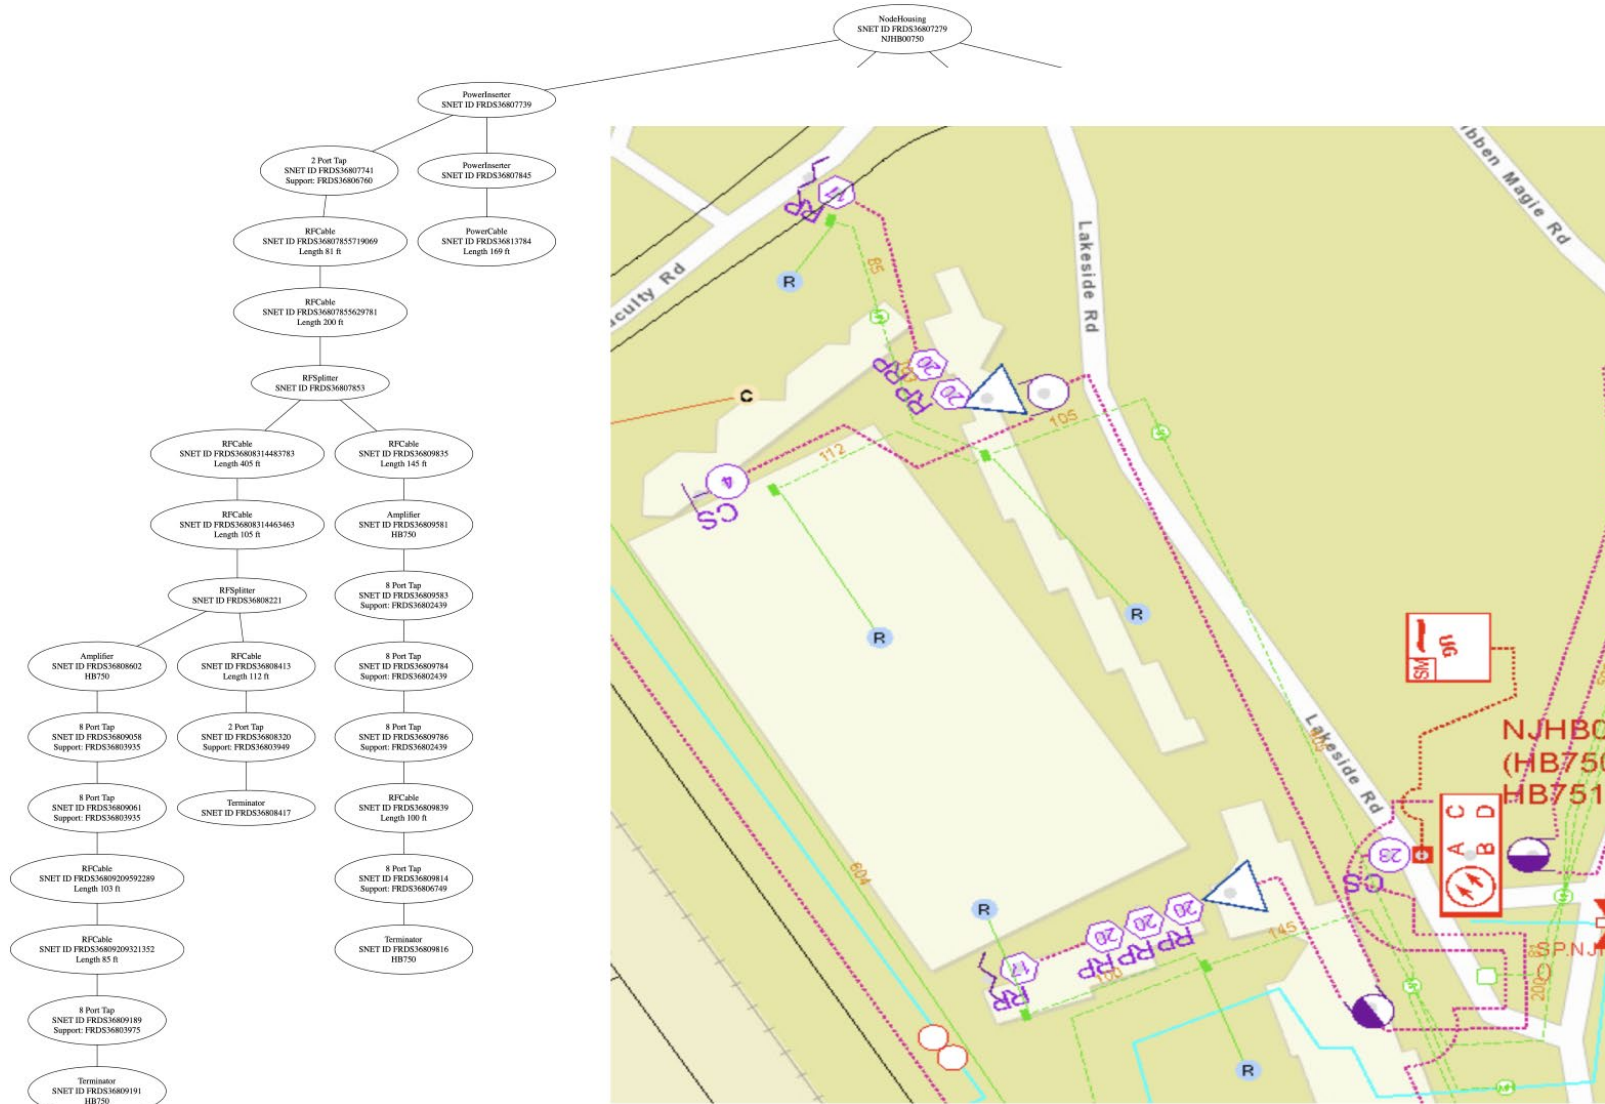 NodeHousing
SNET ID FRDS36807279
NJHB00750
PowerInserter
SNET ID FRDS36807739
2 Port Tap
SNET ID FRDS36807741
Support: FRDS36806760
PowerInserter
SNET ID FRDS36807845
RFCable
SNET ID FRDS36807855719069
Length 81 ft
PowerCable
SNET ID FRDS36813784
Length 169 ft
RFCable
SNET ID FRDS36807855629781
Length 200 ft
RFSplitter
SNET ID FRDS36807853
RFCable
SNET ID FRDS36808314483783
Length 405 ft
RFCable
SNET ID FRDS36809835
Length 145 ft
RFCable
SNET ID FRDS36808314463463
Length 105 ft
Amplifier
SNET ID FRDS36809581
HB750
RFSplitter
SNET ID FRDS36808221
8 Port Tap
SNET ID FRDS36809583
Support: FRDS36802439
Amplifier
SNET ID FRDS36808602
HB750
RFCable
SNET ID FRDS36808413
Length 112 ft
8 Port Tap
SNET ID FRDS36809784
Support: FRDS36802439
8 Port Tap
SNET ID FRDS36809058
Support: FRDS36803935
2 Port Tap
SNET ID FRDS36808320
Support: FRDS36803949
8 Port Tap
SNET ID FRDS36809786
Support: FRDS36802439
8 Port Tap
SNET ID FRDS36809061
Support: FRDS36803935
Terminator
SNET ID FRDS36808417
RFCable
SNET ID FRDS36809839
Length 100 ft
RFCable
SNET ID FRDS36809209592289
Length 103 ft
8 Port Tap
SNET ID FRDS36809814
Support: FRDS36806749
RFCable
SNET ID FRDS36809209321352
Length 85 ft
Terminator
SNET ID FRDS36809816
HB750
8 Port Tap
SNET ID FRDS36809189
Support: FRDS36803975
Terminator
SNET ID FRDS36809191
HB750
ibben Magie Rd
17
RP
R
85
Lakeside Rd
aculty Rd
20
RP
20
RP
C
105
112
4
CS
R
R
SM
UG
Lakeside Rd
NJHB0
(HB750
HB751
A C
B D
23
CS
604
R
20
20
20
RP
RP
RP
145
17
RP
100
SP.NJ
0
200
R